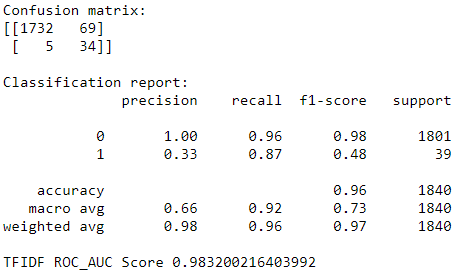 Confusion matrix:
[[1732 69]
[ 5 34]]
Classification report:
precision recall f1-score support
0 1.00 0.96 0.98 1801
1 0.33 0.87 0.48 39
accuracy 0.96 1840
macro avg 0.66 0.92 0.73 1840
weighted avg 0.98 0.96 0.97 1840
TFIDF ROC_AUC Score 0.983200216403992